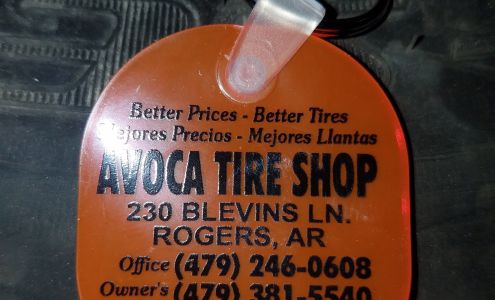 Better Prices - Better Tires
Mejores Precios - Mejores Llantas
AVOCA TIRE SHOP
230 BLEVINS LN.
ROGERS, AR
Office (479) 246-0608
Owner's (479) 381-5540